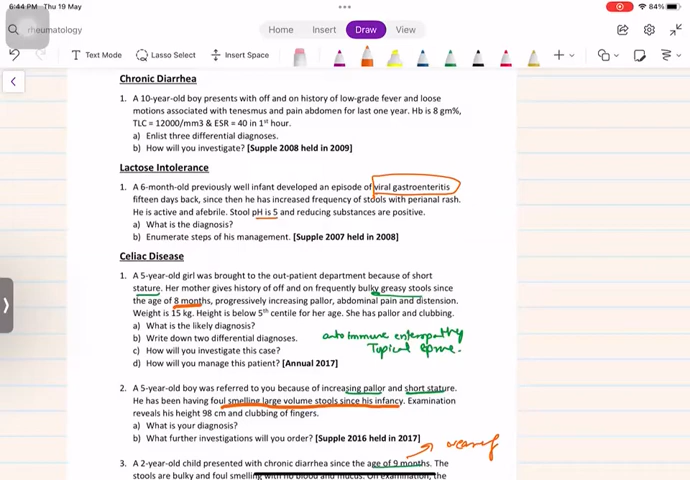 6:44 PM Thu 19 May
84%
rheumatology
Home Insert Draw View
Text Mode Lasso Select Insert Space
Chronic Diarrhea
1. A 10-year-old boy presents with off and on history of low-grade fever and loose
motions associated with tenesmus and pain abdomen for last one year. Hb is 8 gm%,
TLC = 12000/mm3 & ESR = 40 in 1st hour.
a) Enlist three differential diagnoses.
b) How will you investigate? [Supple 2008 held in 2009]
Lactose Intolerance
1. A 6-month-old previously well infant developed an episode of viral gastroenteritis
fifteen days back, since then he has increased frequency of stools with perianal rash.
He is active and afebrile. Stool pH is 5 and reducing substances are positive.
a) What is the diagnosis?
b) Enumerate steps of his management. [Supple 2007 held in 2008]
Celiac Disease
1. A 5-year-old girl was brought to the out-patient department because of short
stature. Her mother gives history of off and on frequently bulky greasy stools since
the age of 8 months, progressively increasing pallor, abdominal pain and distension.
Weight is 15 kg. Height is below 5th centile for her age. She has pallor and clubbing.
a) What is the likely diagnosis?
b) Write down two differential diagnoses.
auto immune enteropathy
c) How will you investigate this case?
Topical
d) How will you manage this patient? [Annual 2017]
2. A 5-year-old boy was referred to you because of increasing pallor and short stature.
He has been having foul smelling large volume stools since his infancy. Examination
reveals his height 98 cm and clubbing of fingers.
a) What is your diagnosis?
b) What further investigations will you order? [Supple 2016 held in 2017]
3. A 2-year-old child presented with chronic diarrhea since the age of 9 months. The
stools are bulky and foul smelling with no blood and mucus. On examination, the